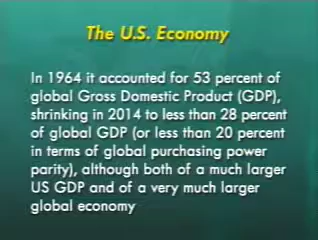 The U.S. Economy
In 1964 it accounted for 53 percent of
global Gross Domestic Product (GDP),
shrinking in 2014 to less than 28 percent
of global GDP (or less than 20 percent
in terms of global purchasing power
parity), although both of a much larger
US GDP and of a very much larger
global economy